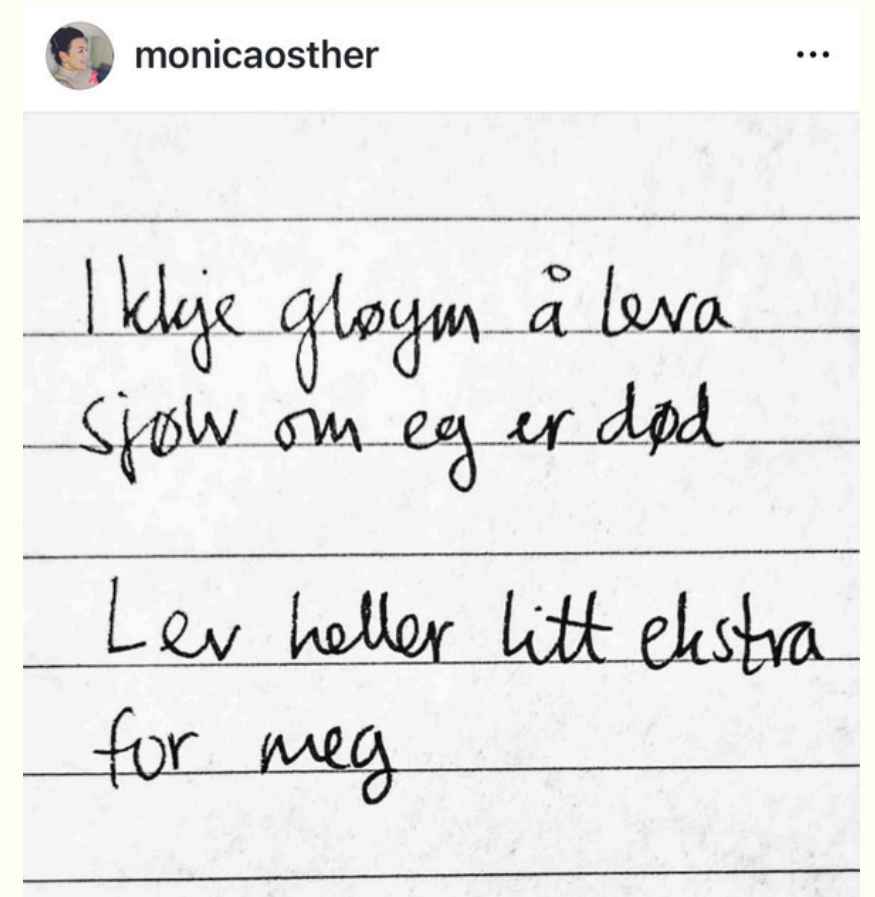 monicaosther
Ikkje gløym å leva
sjølv om eg er død
Lev heller litt ekstra
for meg